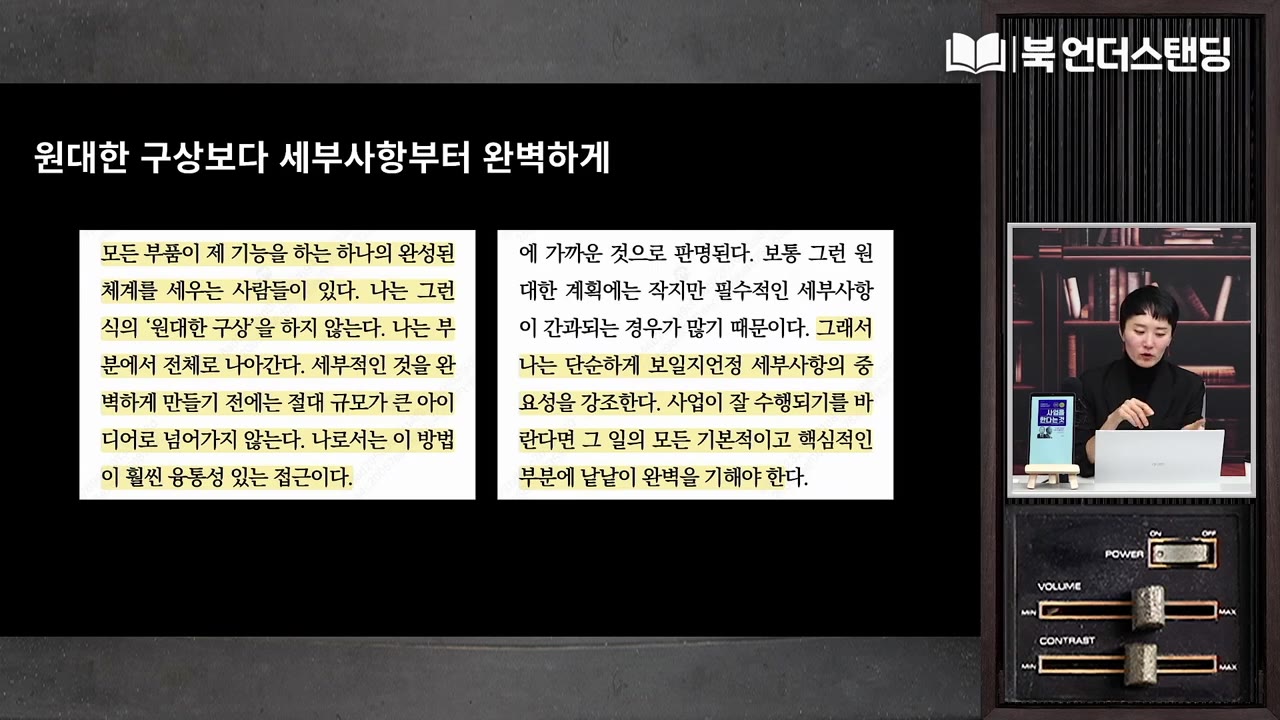 북 언더스탠딩
원대한 구상보다 세부사항부터 완벽하게
모든 부품이 제 기능을 하는 하나의 완성된
체계를 세우는 사람들이 있다. 나는 그런
식의 ‘원대한 구상’을 하지 않는다. 나는 부
분에서 전체로 나아간다. 세부적인 것을 완
벽하게 만들기 전에는 절대 규모가 큰 아이
디어로 넘어가지 않는다. 나로서는 이 방법
이 훨씬 융통성 있는 접근이다.
에 가까운 것으로 판명된다. 보통 그런 원
대한 계획에는 작지만 필수적인 세부사항
이 간과되는 경우가 많기 때문이다. 그래서
나는 단순하게 보일지언정 세부사항의 중
요성을 강조한다. 사업이 잘 수행되기를 바
란다면 그 일의 모든 기본적이고 핵심적인
부분에 낱낱이 완벽을 기해야 한다.
사업을
한다는 것
ON OFF
POWER
VOLUME
MIN MAX
CONTRAST
MIN MAX